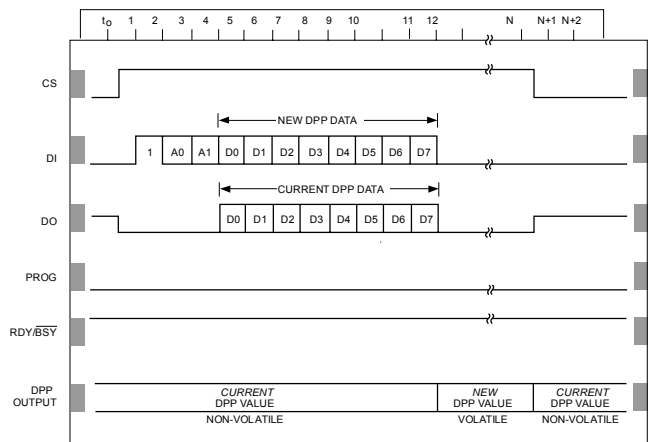 to 1 2 3 4 5 6 7 8 9 10 11 12 N N+1 N+2
CS
NEW DPP DATA
DI 1 A0 A1 D0 D1 D2 D3 D4 D5 D6 D7
CURRENT DPP DATA
DO D0 D1 D2 D3 D4 D5 D6 D7
PROG
RDY/BSY
DPP
OUTPUT
CURRENT
DPP VALUE
NEW
DPP VALUE
CURRENT
DPP VALUE
NON-VOLATILE VOLATILE NON-VOLATILE